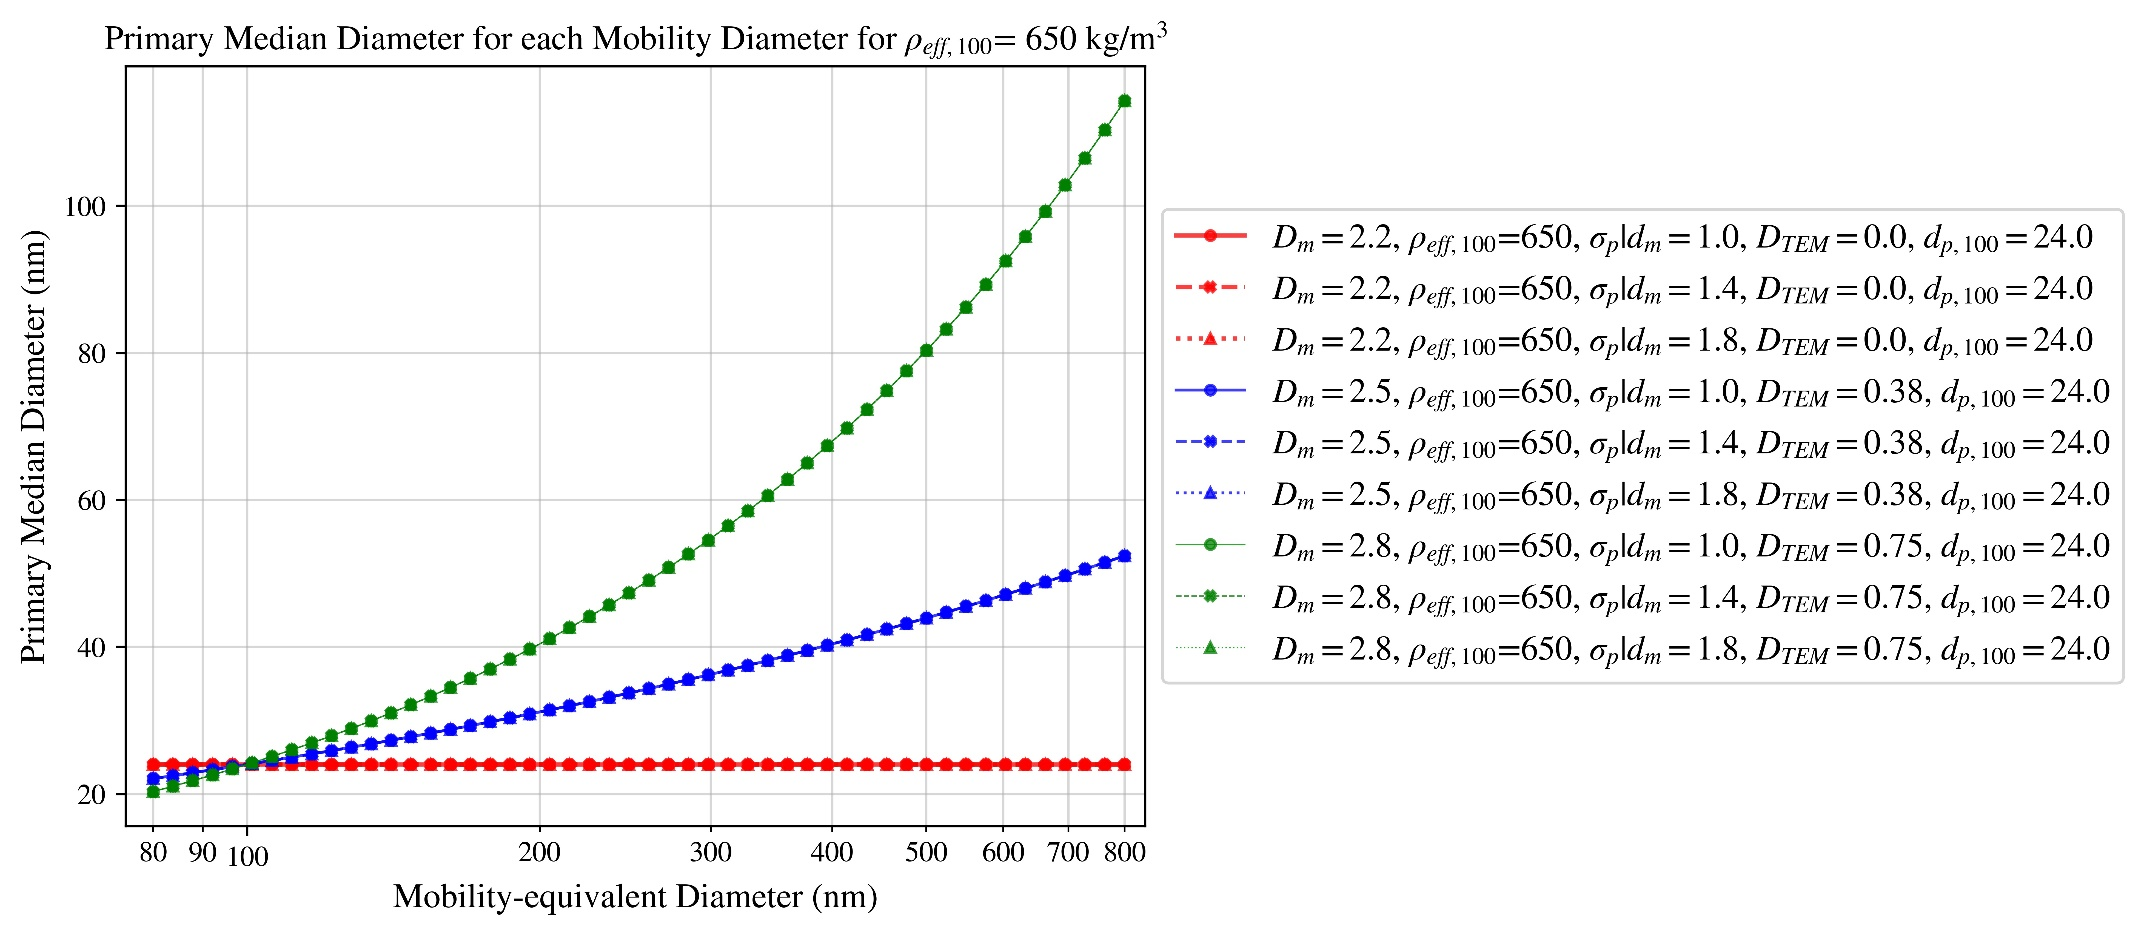 Primary Median Diameter for each Mobility Diameter for ρeff, 100= 650 kg/m³
Primary Median Diameter (nm)
100
80
60
40
20
80 90 100 200 300 400 500 600 700 800
Mobility-equivalent Diameter (nm)
Dm = 2.2, ρeff, 100=650, σp|dm = 1.0, DTEM = 0.0, dp, 100 = 24.0
Dm = 2.2, ρeff, 100=650, σp|dm = 1.4, DTEM = 0.0, dp, 100 = 24.0
Dm = 2.2, ρeff, 100=650, σp|dm = 1.8, DTEM = 0.0, dp, 100 = 24.0
Dm = 2.5, ρeff, 100=650, σp|dm = 1.0, DTEM = 0.38, dp, 100 = 24.0
Dm = 2.5, ρeff, 100=650, σp|dm = 1.4, DTEM = 0.38, dp, 100 = 24.0
Dm = 2.5, ρeff, 100=650, σp|dm = 1.8, DTEM = 0.38, dp, 100 = 24.0
Dm = 2.8, ρeff, 100=650, σp|dm = 1.0, DTEM = 0.75, dp, 100 = 24.0
Dm = 2.8, ρeff, 100=650, σp|dm = 1.4, DTEM = 0.75, dp, 100 = 24.0
Dm = 2.8, ρeff, 100=650, σp|dm = 1.8, DTEM = 0.75, dp, 100 = 24.0